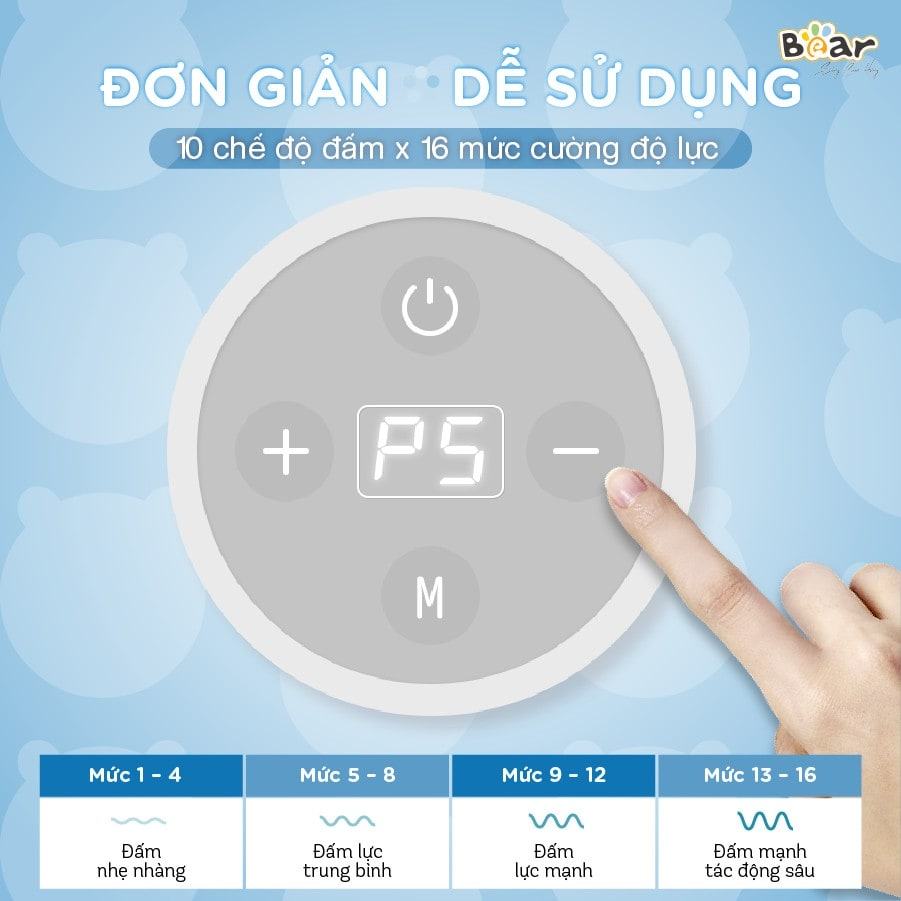 Bear
ĐƠN GIẢN DỄ SỬ DỤNG
10 chế độ đấm x 16 mức cường độ lực
+ P5 −
M
Mức 1 - 4 Mức 5 - 8 Mức 9 - 12 Mức 13 - 16
Đấm Đấm lực Đấm Đấm mạnh
nhẹ nhàng trung bình lực mạnh tác động sâu